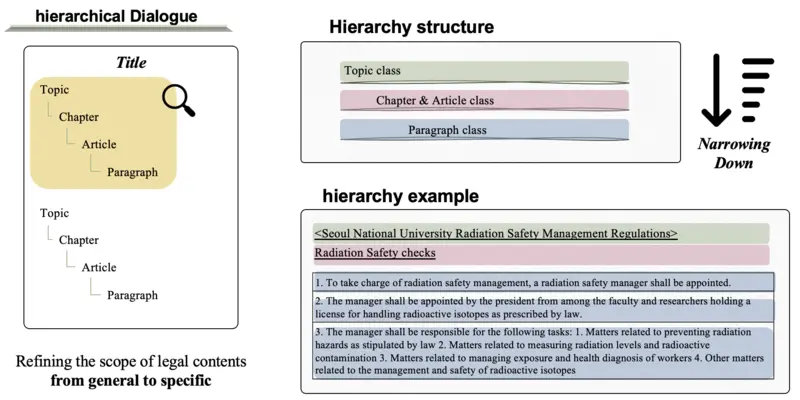 hierarchical Dialogue
Title
Topic
Chapter
Article
Paragraph
Topic
Chapter
Article
Paragraph
Refining the scope of legal contents
from general to specific
Hierarchy structure
Topic class
Chapter & Article class
Paragraph class
Narrowing
Down
hierarchy example
<Seoul National University Radiation Safety Management Regulations>
Radiation Safety checks
1. To take charge of radiation safety management, a radiation safety manager shall be appointed.
2. The manager shall be appointed by the president from among the faculty and researchers holding a
license for handling radioactive isotopes as prescribed by law.
3. The manager shall be responsible for the following tasks: 1. Matters related to preventing radiation
hazards as stipulated by law 2. Matters related to measuring radiation levels and radioactive
contamination 3. Matters related to managing exposure and health diagnosis of workers 4. Other matters
related to the management and safety of radioactive isotopes